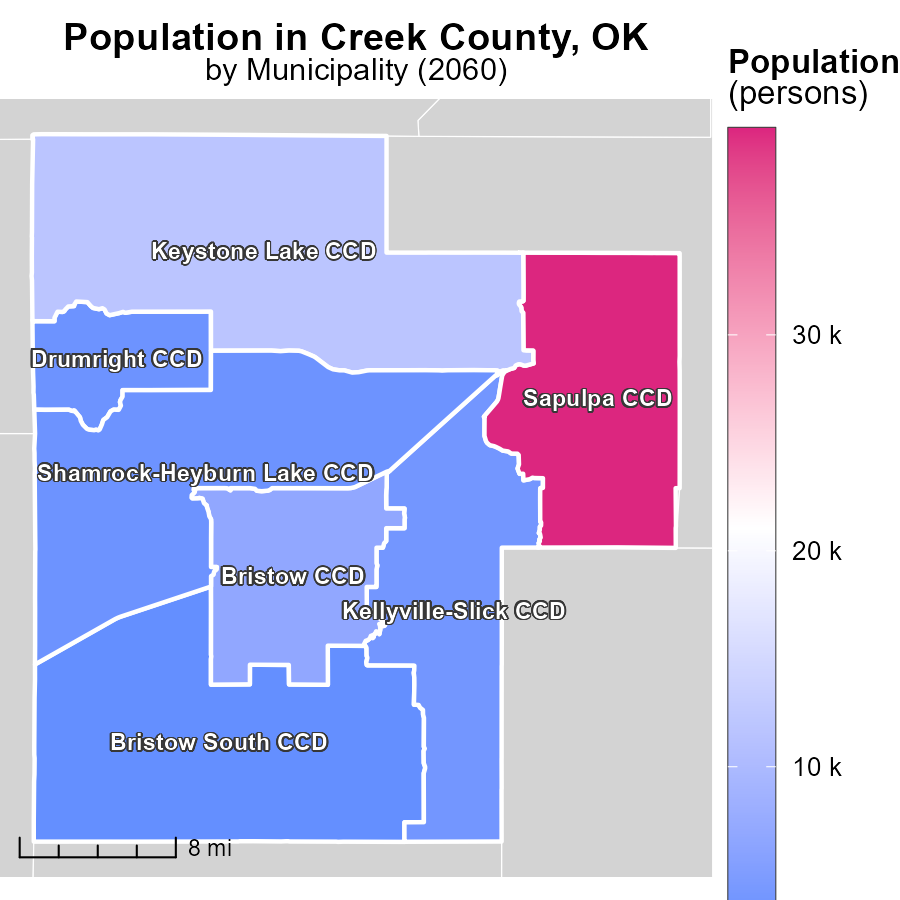 Population in Creek County, OK
by Municipality (2060)
Population
(persons)
Keystone Lake CCD
30 k
Drumright CCD
Sapulpa CCD
Shamrock-Heyburn Lake CCD
20 k
Bristow CCD
Kellyville-Slick CCD
Bristow South CCD
10 k
8 mi